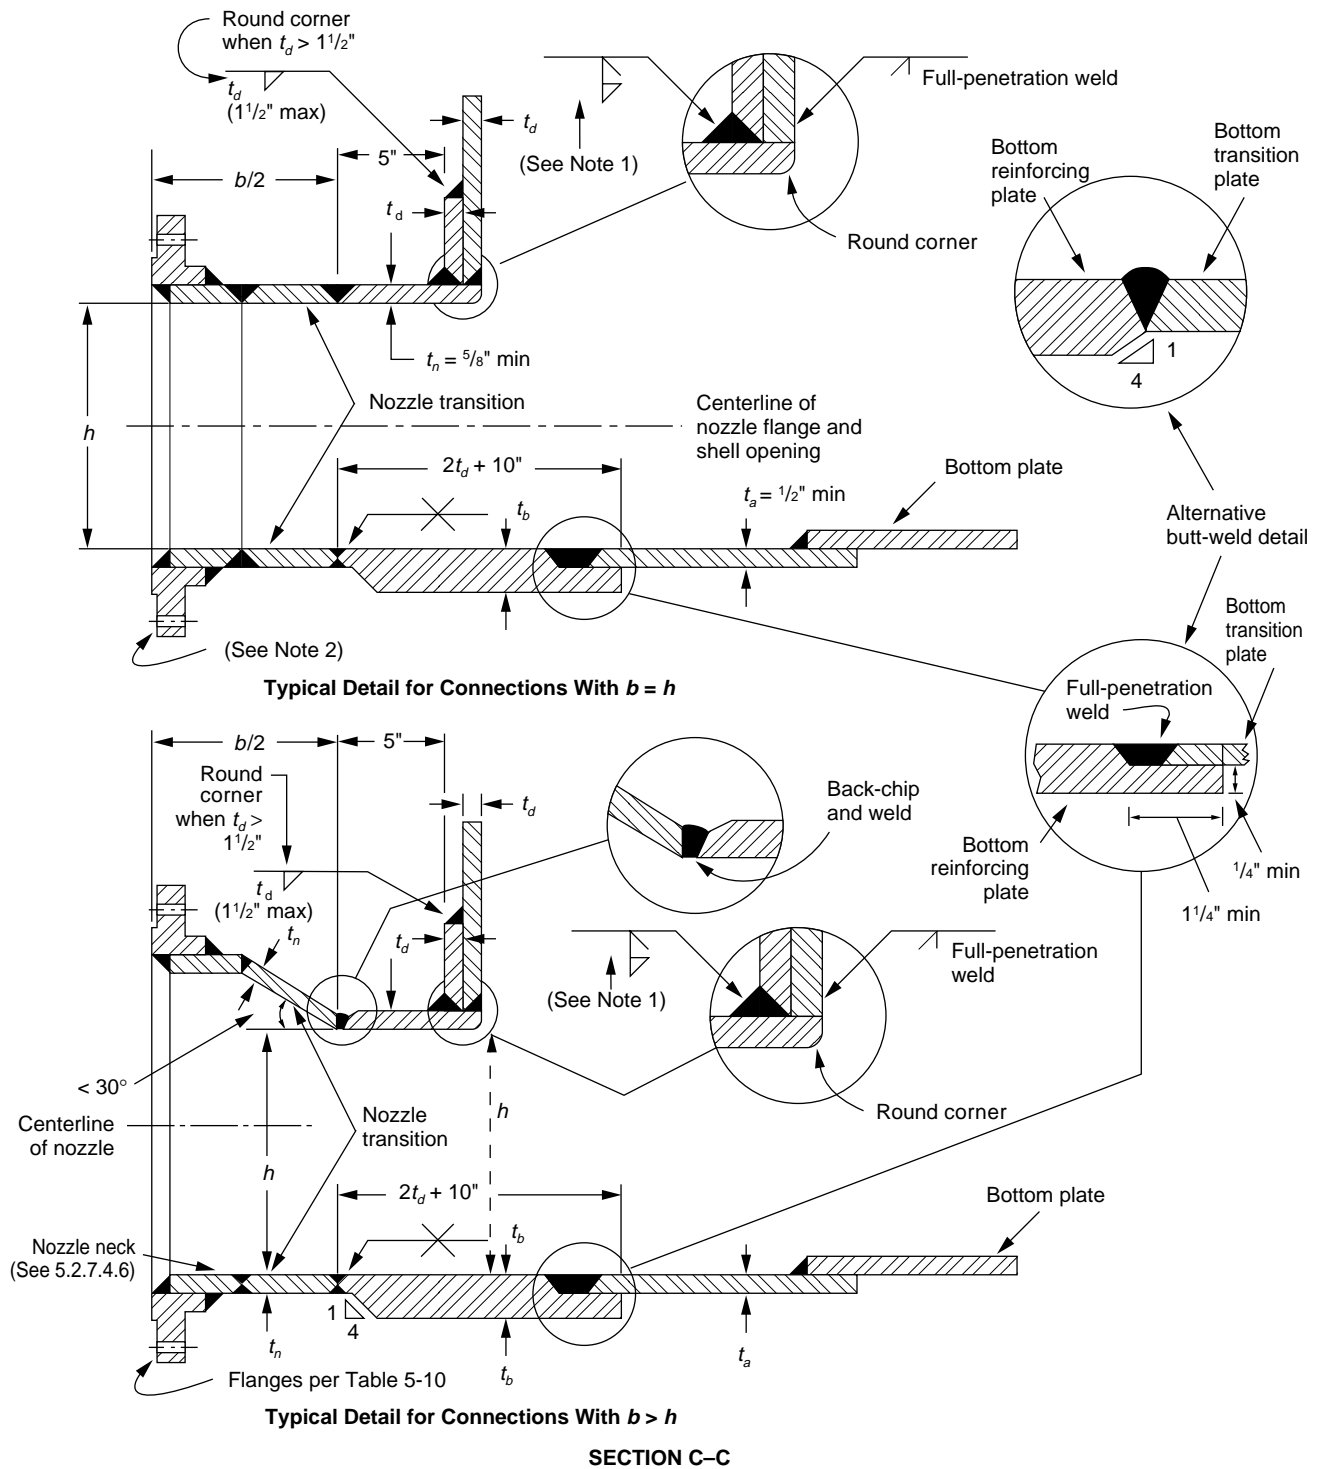 Round corner
when t_d > 1 1/2"
t_d
(1 1/2" max)
5"
b/2
t_d
t_d
(See Note 1)
Full-penetration weld
Round corner
Bottom
reinforcing
plate
Bottom
transition
plate
1
4
t_n = 5/8" min
Nozzle transition
h
Centerline of
nozzle flange and
shell opening
2t_d + 10"
t_b
t_a = 1/2" min
Bottom plate
Alternative
butt-weld detail
(See Note 2)
Typical Detail for Connections With b = h
Bottom
transition
plate
Full-penetration
weld
Bottom
reinforcing
plate
1/4" min
1 1/4" min
b/2
5"
Round
corner
when t_d >
1 1/2"
t_d
(1 1/2" max)
t_n
t_d
t_d
Back-chip
and weld
(See Note 1)
Full-penetration
weld
Round corner
< 30°
Centerline
of nozzle
Nozzle
transition
h
h
2t_d + 10"
t_b
Bottom plate
Nozzle neck
(See 5.2.7.4.6)
1
4
t_n
t_b
t_a
Flanges per Table 5-10
Typical Detail for Connections With b > h
SECTION C–C